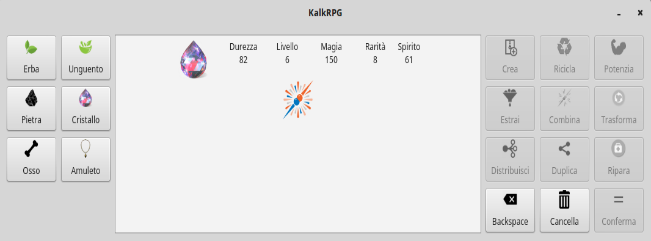 KalkRPG
Erba
Unguento
Durezza Livello Magia Rarità Spirito
82 6 150 8 61
Crea
Ricicla
Potenzia
Pietra
Cristallo
Estrai
Combina
Trasforma
Osso
Amuleto
Distribuisci
Duplica
Ripara
Backspace
Cancella
Conferma